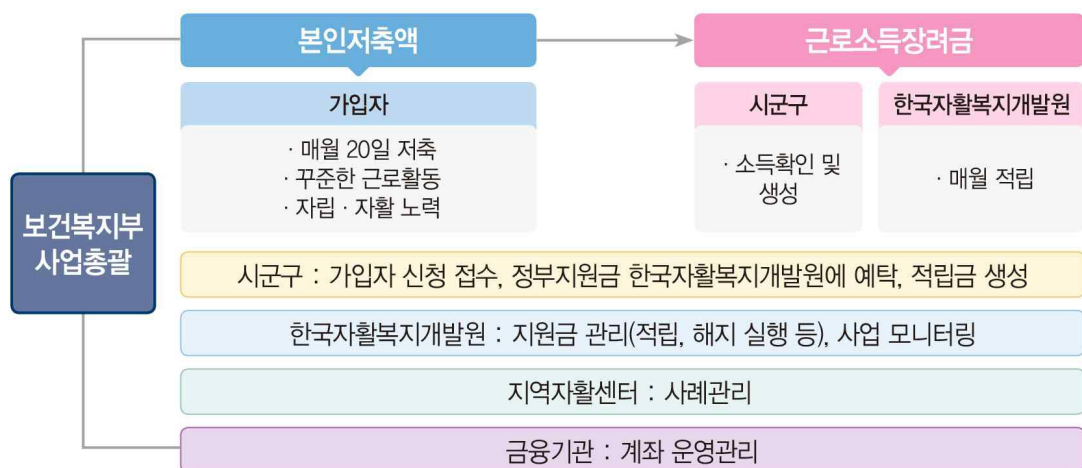 본인저축액
근로소득장려금
가입자
· 매월 20일 저축
· 꾸준한 근로활동
· 자립 · 자활 노력
시군구
· 소득확인 및
생성
한국자활복지개발원
· 매월 적립
보건복지부
사업총괄
시군구 : 가입자 신청 접수, 정부지원금 한국자활복지개발원에 예탁, 적립금 생성
한국자활복지개발원 : 지원금 관리(적립, 해지 실행 등), 사업 모니터링
지역자활센터 : 사례관리
금융기관 : 계좌 운영관리